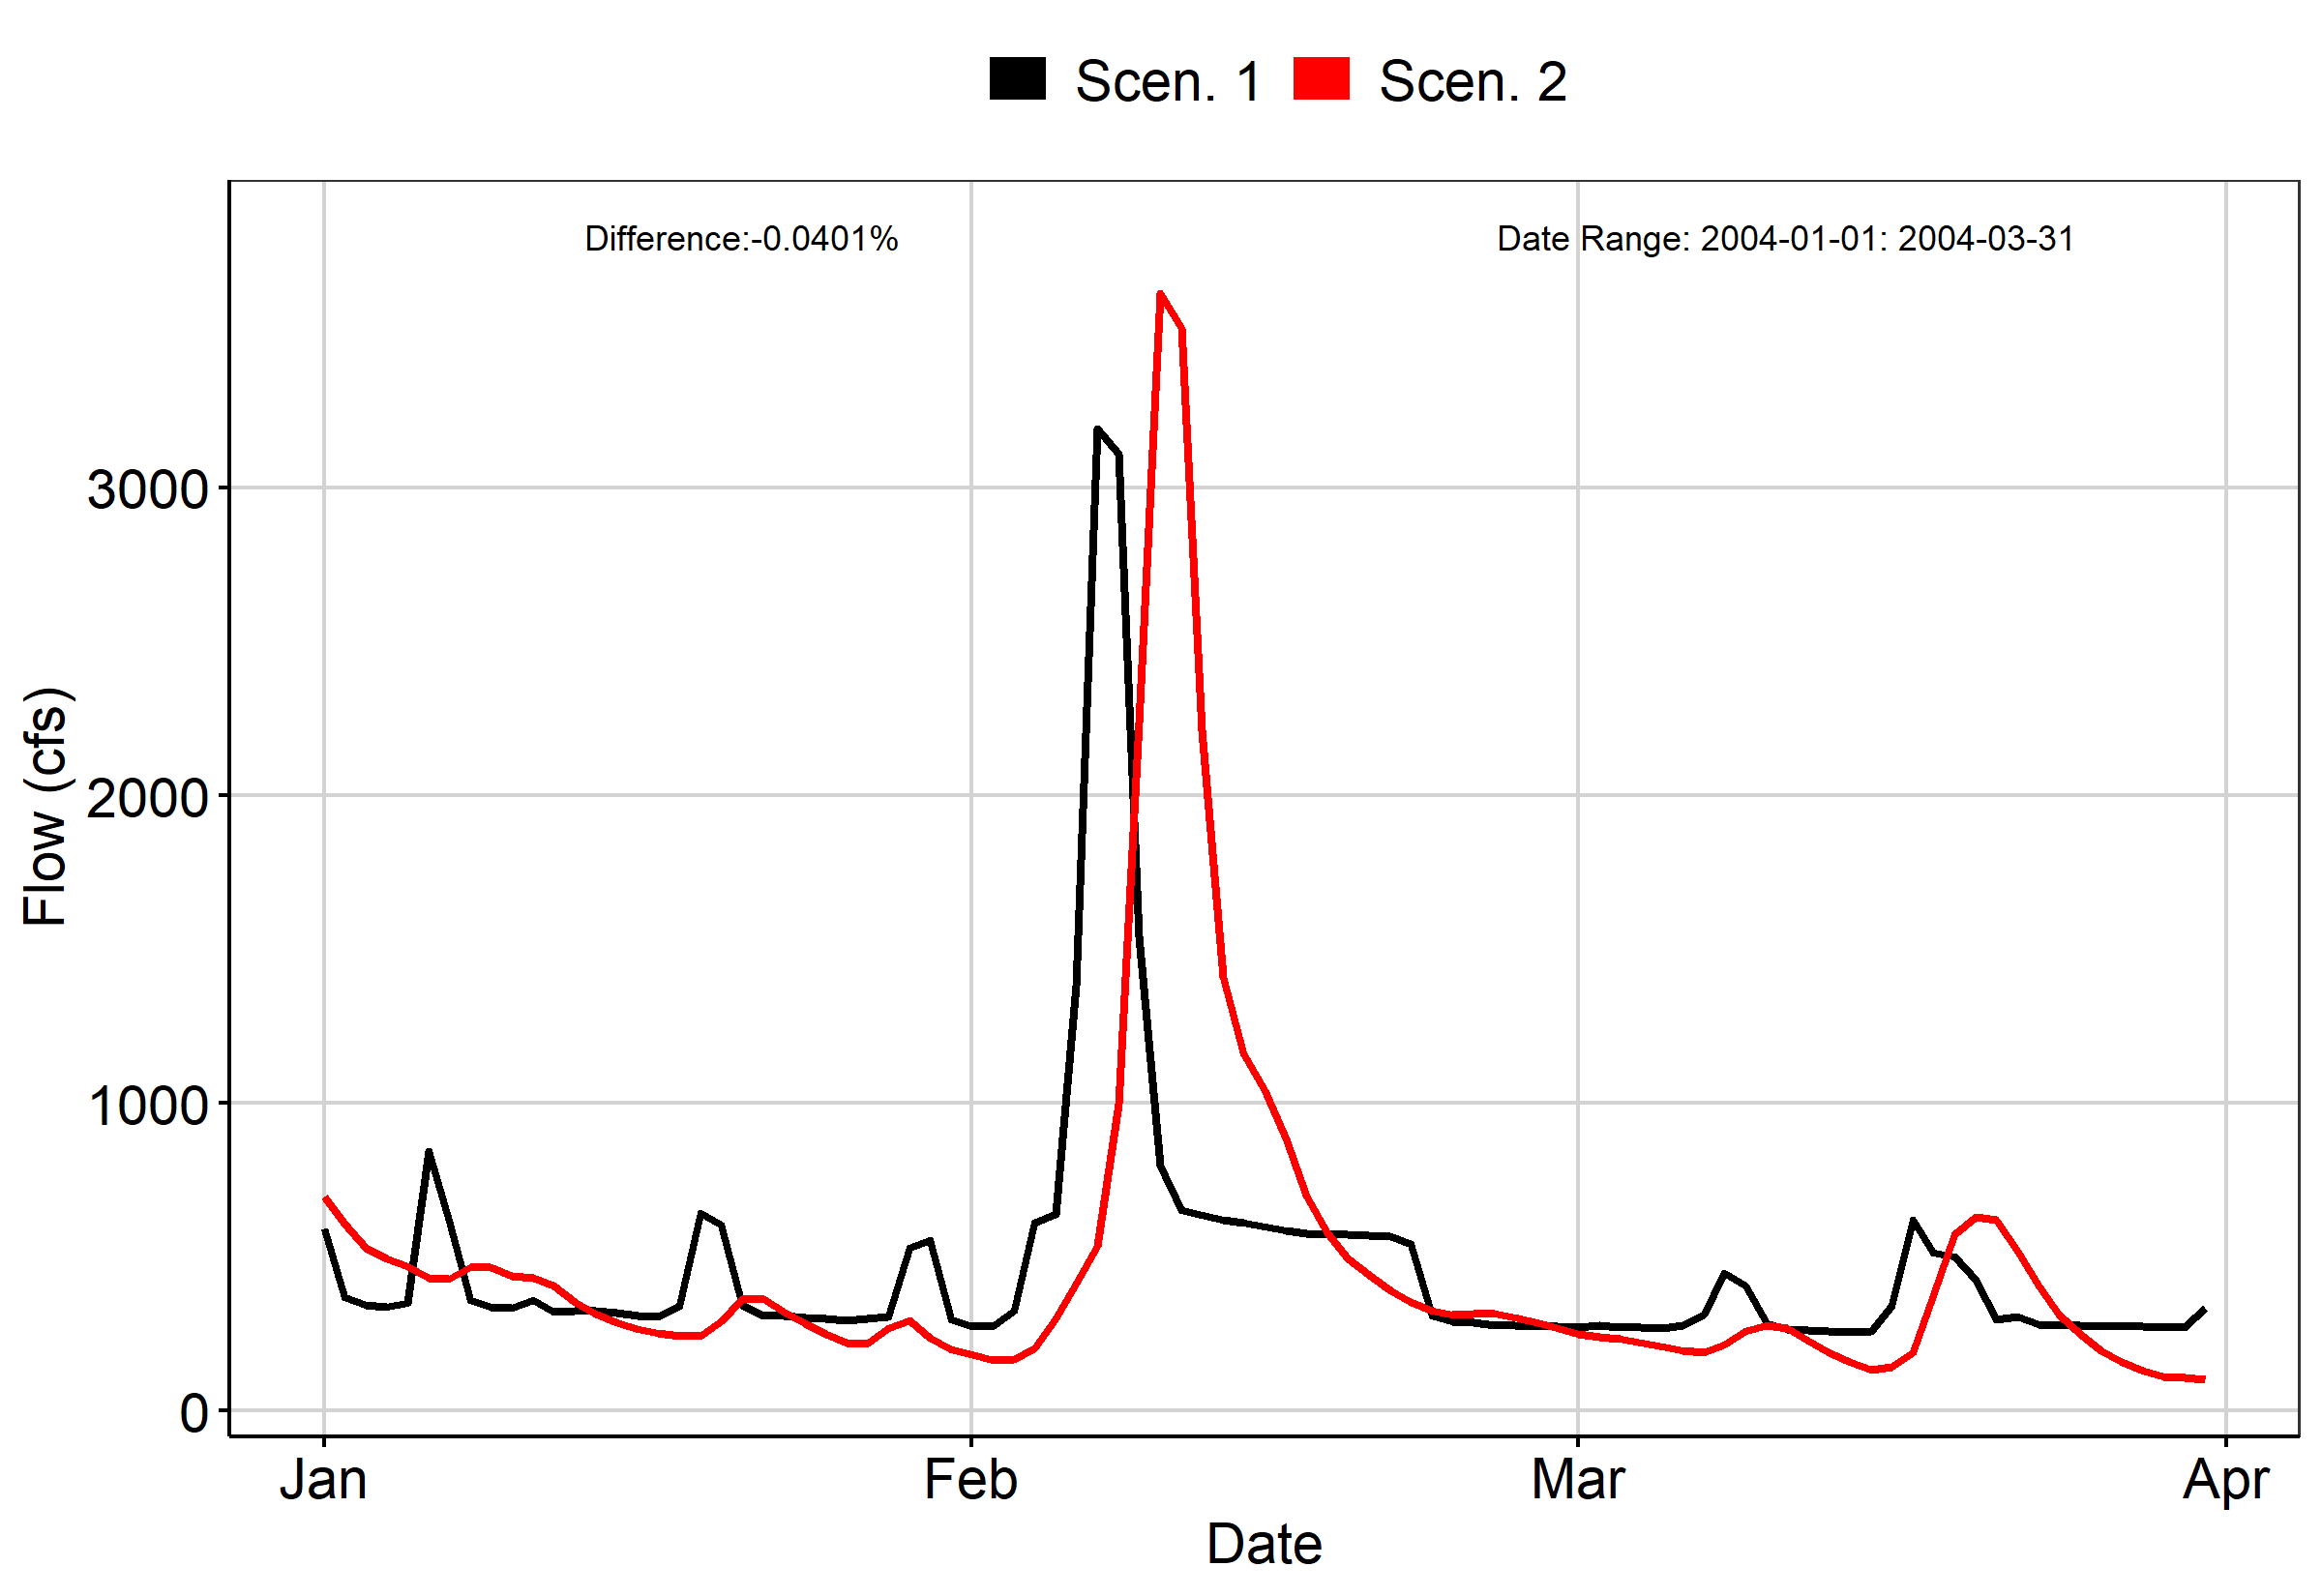 Scen. 1 Scen. 2
Difference:-0.0401% Date Range: 2004-01-01: 2004-03-31
3000
2000
1000
0
Flow (cfs)
Jan Feb Mar Apr
Date